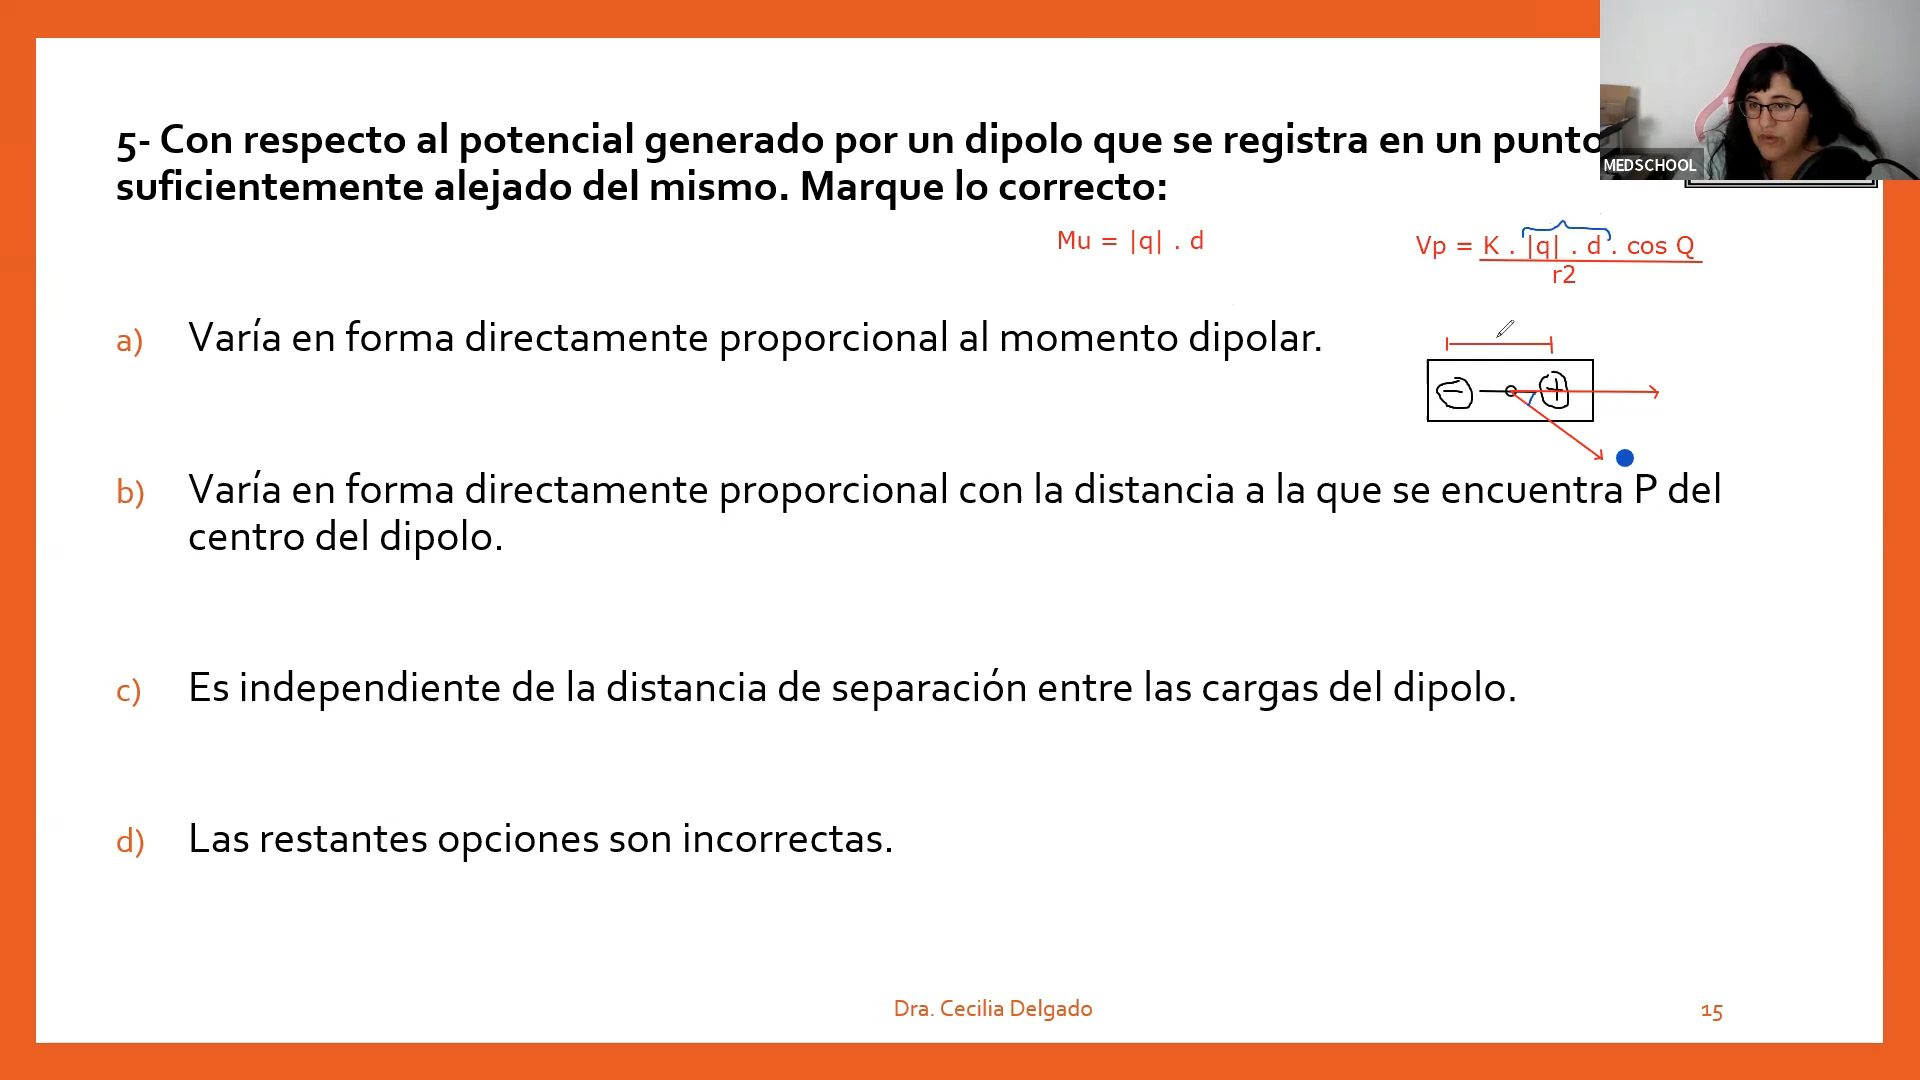 5- Con respecto al potencial generado por un dipolo que se registra en un punto
suficientemente alejado del mismo. Marque lo correcto:
MEDSCHOOL
Mu = |q| . d
Vp = K . |q| . d . cos Q
r2
a) Varía en forma directamente proporcional al momento dipolar.
- +
b) Varía en forma directamente proporcional con la distancia a la que se encuentra P del
centro del dipolo.
c) Es independiente de la distancia de separación entre las cargas del dipolo.
d) Las restantes opciones son incorrectas.
Dra. Cecilia Delgado
15